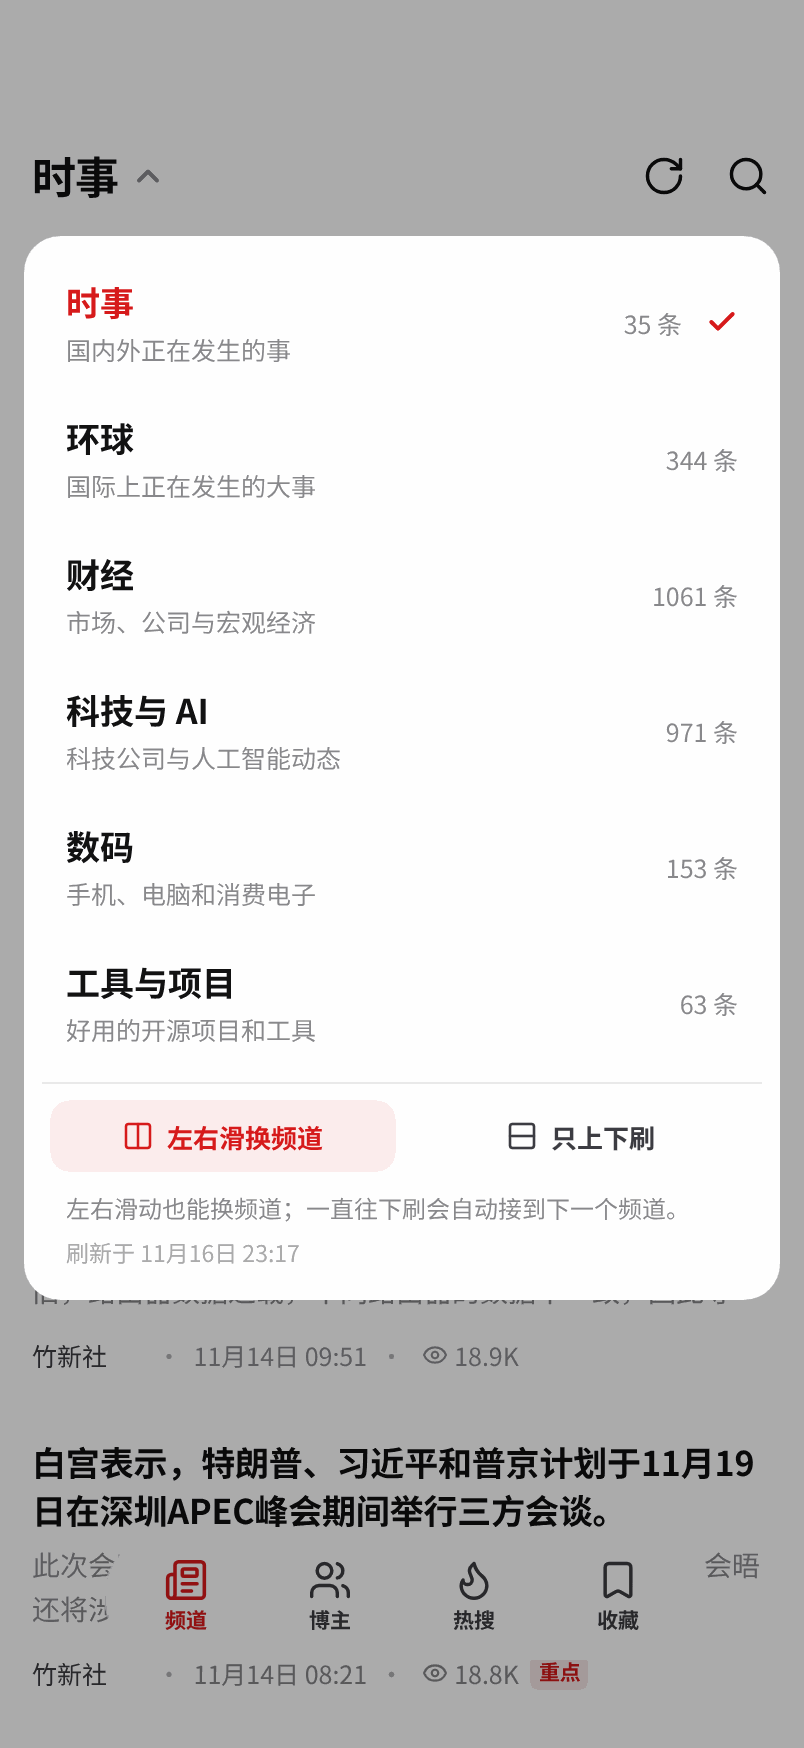 时事
时事
国内外正在发生的事
35 条
环球
国际上正在发生的大事
344 条
财经
市场、公司与宏观经济
1061 条
科技与 AI
科技公司与人工智能动态
971 条
数码
手机、电脑和消费电子
153 条
工具与项目
好用的开源项目和工具
63 条
左右滑换频道
只上下刷
左右滑动也能换频道；一直往下刷会自动接到下一个频道。
刷新于 11月16日 23:17
竹新社 • 11月14日 09:51 • 18.9K
白宫表示，特朗普、习近平和普京计划于11月19
日在深圳APEC峰会期间举行三方会谈。
此次会 会晤
还将涉
频道 博主 热搜 收藏
竹新社 • 11月14日 08:21 • 18.8K 重点